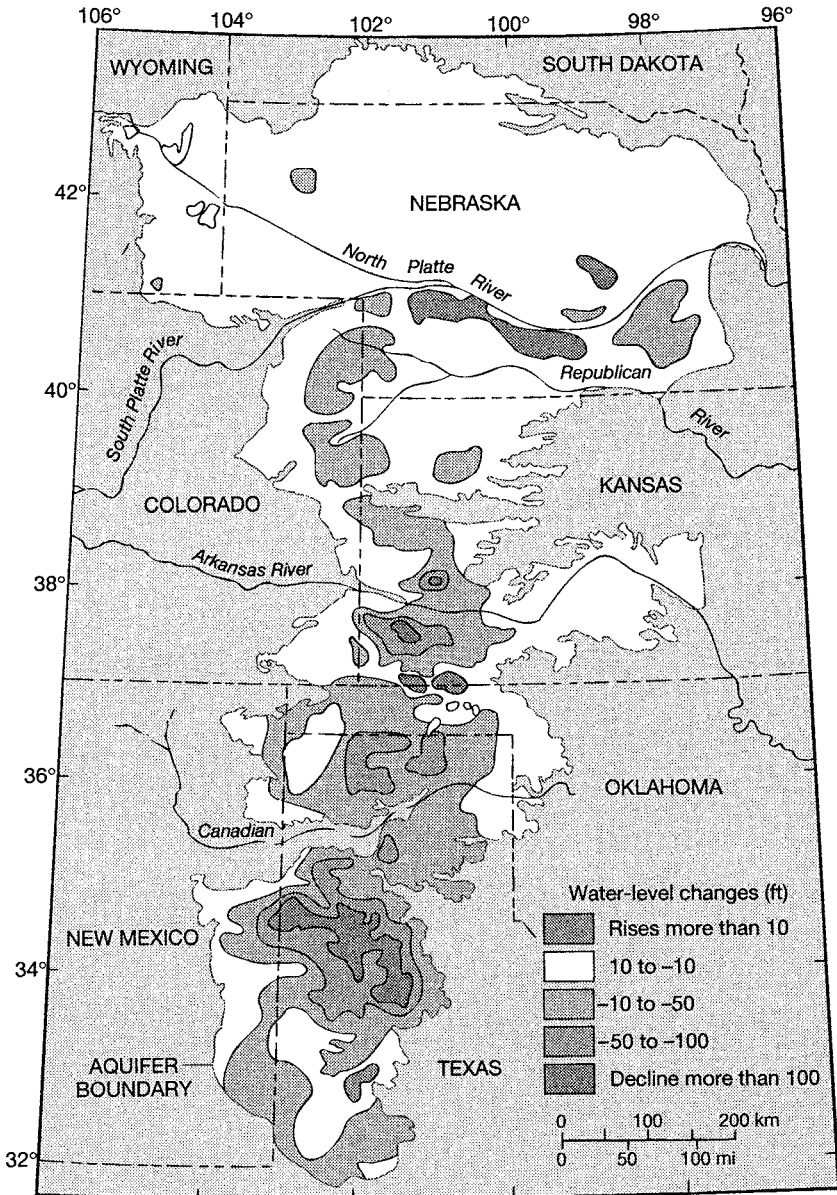 106° 104° 102° 100° 98° 96°
WYOMING
SOUTH DAKOTA
42°
NEBRASKA
North Platte River
South Platte River
40°
Republican River
COLORADO
KANSAS
Arkansas River
38°
36°
OKLAHOMA
Canadian
NEW MEXICO
34°
AQUIFER
BOUNDARY
TEXAS
32°
Water-level changes (ft)
Rises more than 10
10 to –10
–10 to –50
–50 to –100
Decline more than 100
0 100 200 km
0 50 100 mi